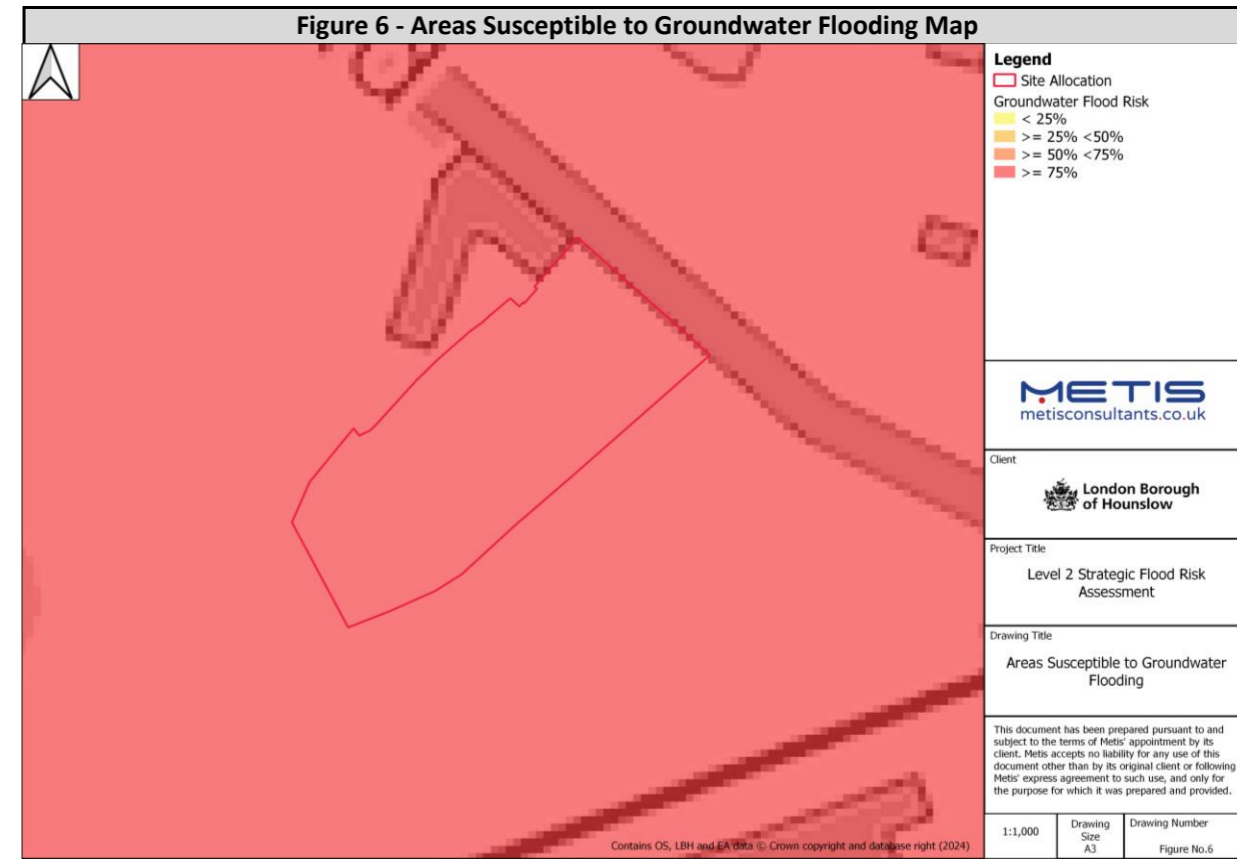 Figure 6 - Areas Susceptible to Groundwater Flooding Map
Legend
Site Allocation
Groundwater Flood Risk
< 25%
>= 25% <50%
>= 50% <75%
>= 75%
METIS
metisconsultants.co.uk
Client
London Borough
of Hounslow
Project Title
Level 2 Strategic Flood Risk
Assessment
Drawing Title
Areas Susceptible to Groundwater
Flooding
This document has been prepared pursuant to and
subject to the terms of Metis' appointment by its
client. Metis accepts no liability for any use of this
document other than by its original client or following
Metis' express agreement to such use, and only for
the purpose for which it was prepared and provided.
1:1,000
Drawing
Size
A3
Drawing Number
Figure No.6
Contains OS, LBH and EA data © Crown copyright and database right (2024)